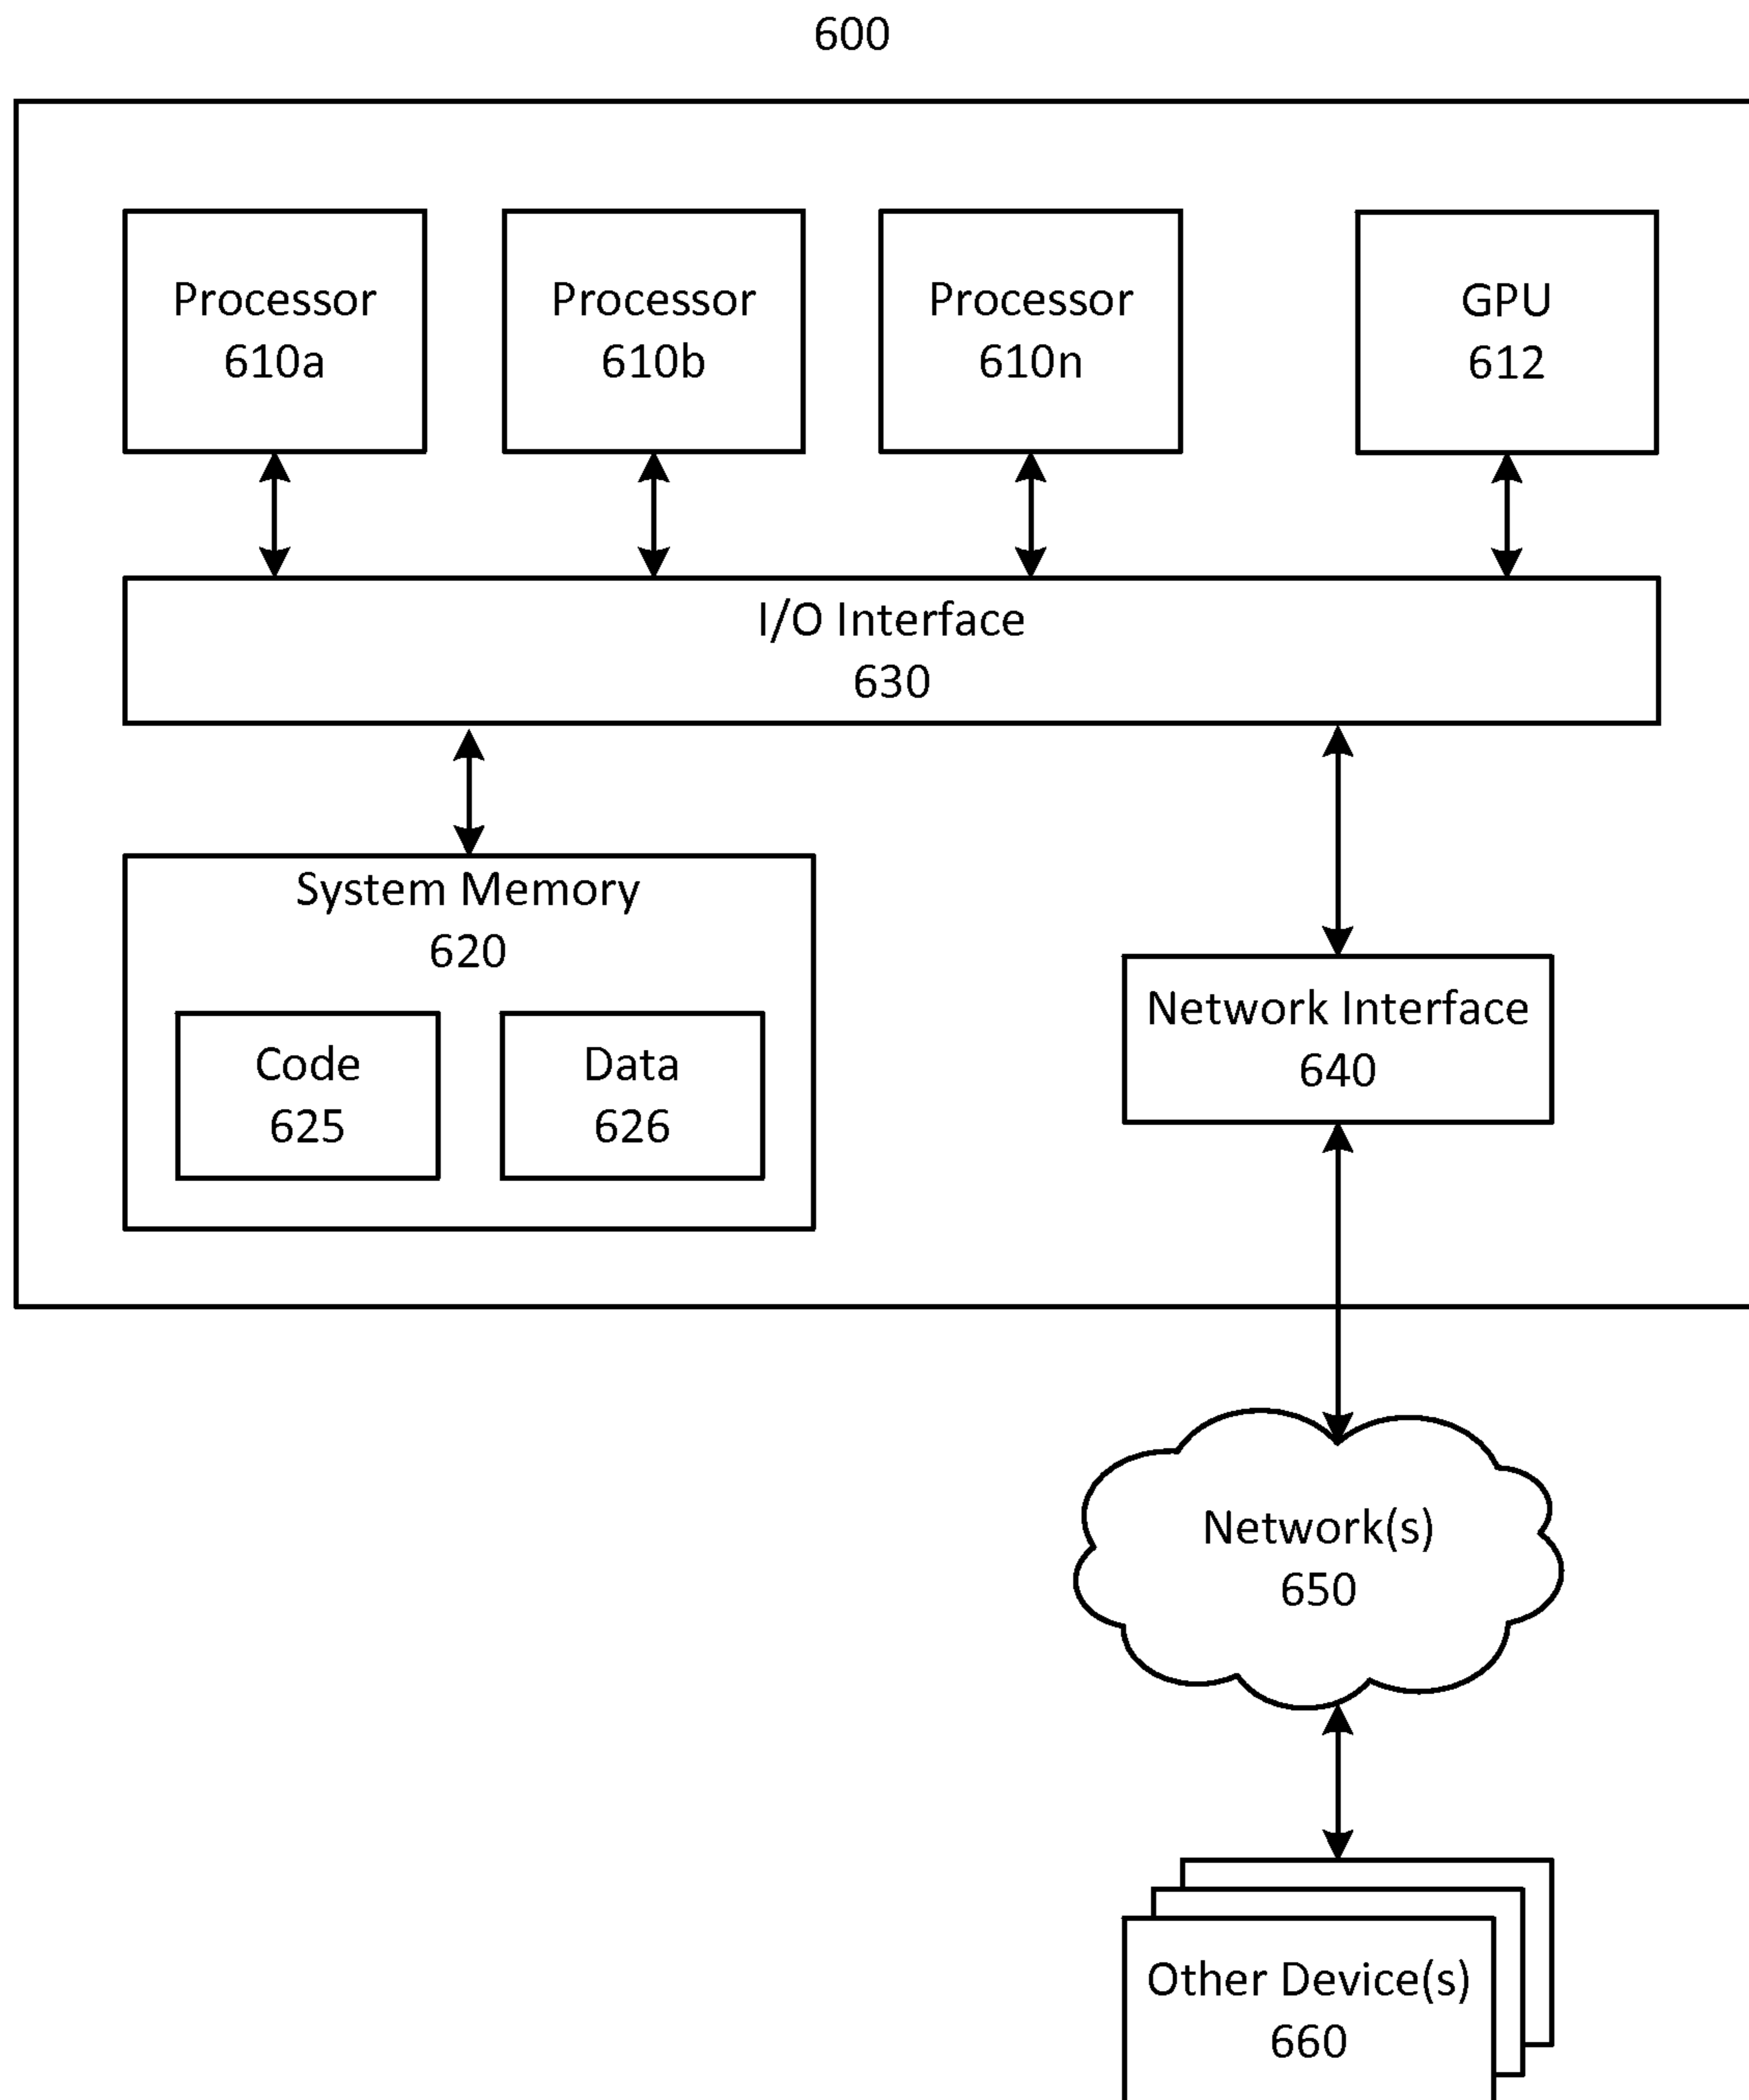 600
Processor
610a
Processor
610b
Processor
610n
GPU
612
I/O Interface
630
System Memory
620
Code
625
Data
626
Network Interface
640
Network(s)
650
Other Device(s)
660